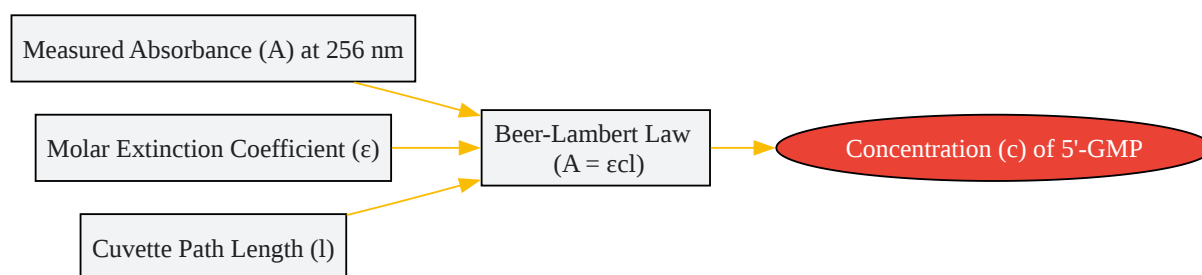 Measured Absorbance (A) at 256 nm
Molar Extinction Coefficient (ε)
Cuvette Path Length (l)
Beer-Lambert Law
(A = εcl)
Concentration (c) of 5'-GMP